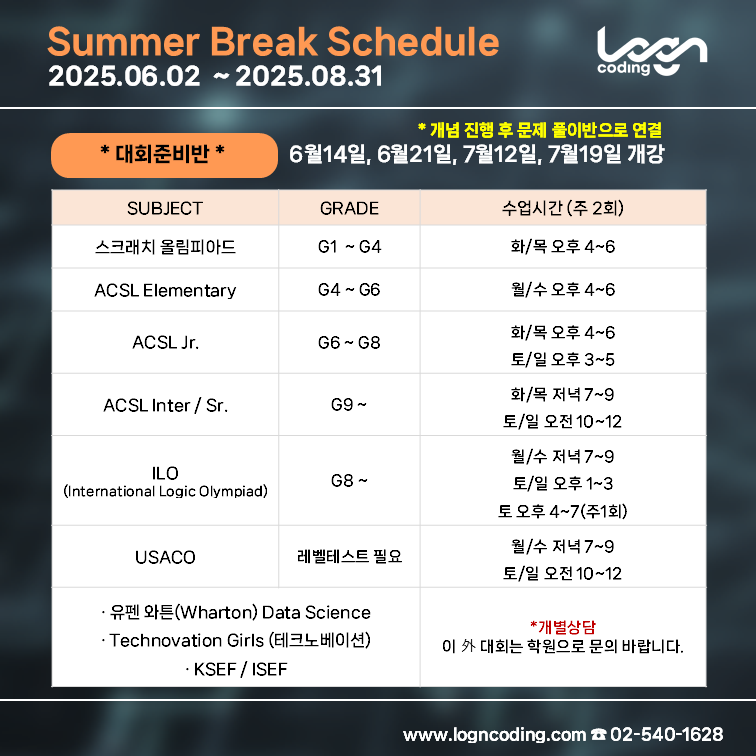 Summer Break Schedule
2025.06.02 ~ 2025.08.31
logn
coding
* 개념 진행 후 문제 풀이반으로 연결
* 대회준비반 *
6월14일, 6월21일, 7월12일, 7월19일 개강
SUBJECT GRADE 수업시간 (주 2회)
스크래치 올림피아드 G1 ~ G4 화/목 오후 4~6
ACSL Elementary G4 ~ G6 월/수 오후 4~6
ACSL Jr. G6 ~ G8 화/목 오후 4~6
토/일 오후 3~5
ACSL Inter / Sr. G9 ~ 화/목 저녁 7~9
토/일 오전 10~12
ILO
(International Logic Olympiad)
G8 ~
월/수 저녁 7~9
토/일 오후 1~3
토 오후 4~7(주1회)
USACO 레벨테스트 필요 월/수 저녁 7~9
토/일 오전 10~12
· 유펜 와튼(Wharton) Data Science
· Technovation Girls (테크노베이션)
· KSEF / ISEF
*개별상담
이 外 대회는 학원으로 문의 바랍니다.
www.logncoding.com ☎ 02-540-1628